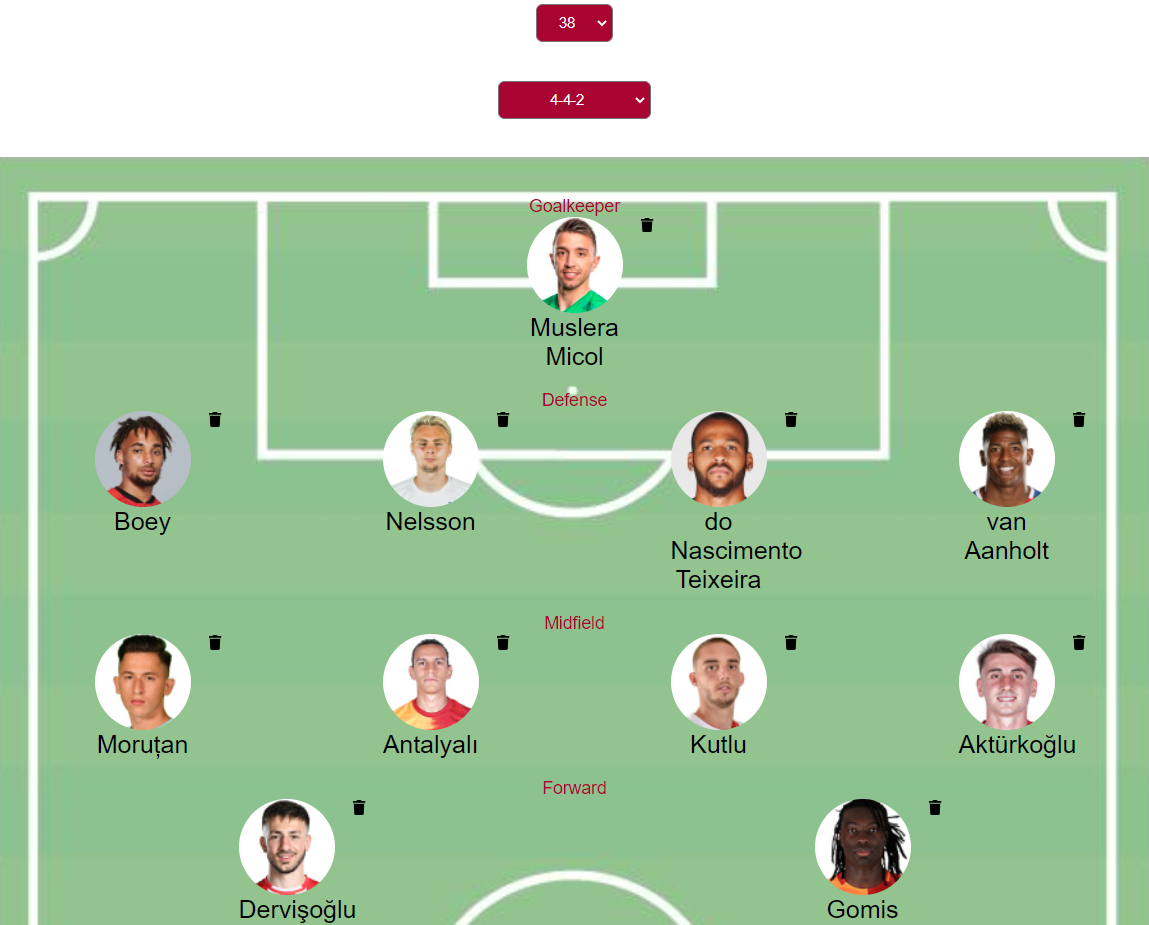 38
4-4-2
Goalkeeper
Muslera
Micol
Defense
Boey
Nelsson
do
Nascimento
Teixeira
van
Aanholt
Midfield
Moruțan
Antalyalı
Kutlu
Aktürkoğlu
Forward
Dervişoğlu
Gomis